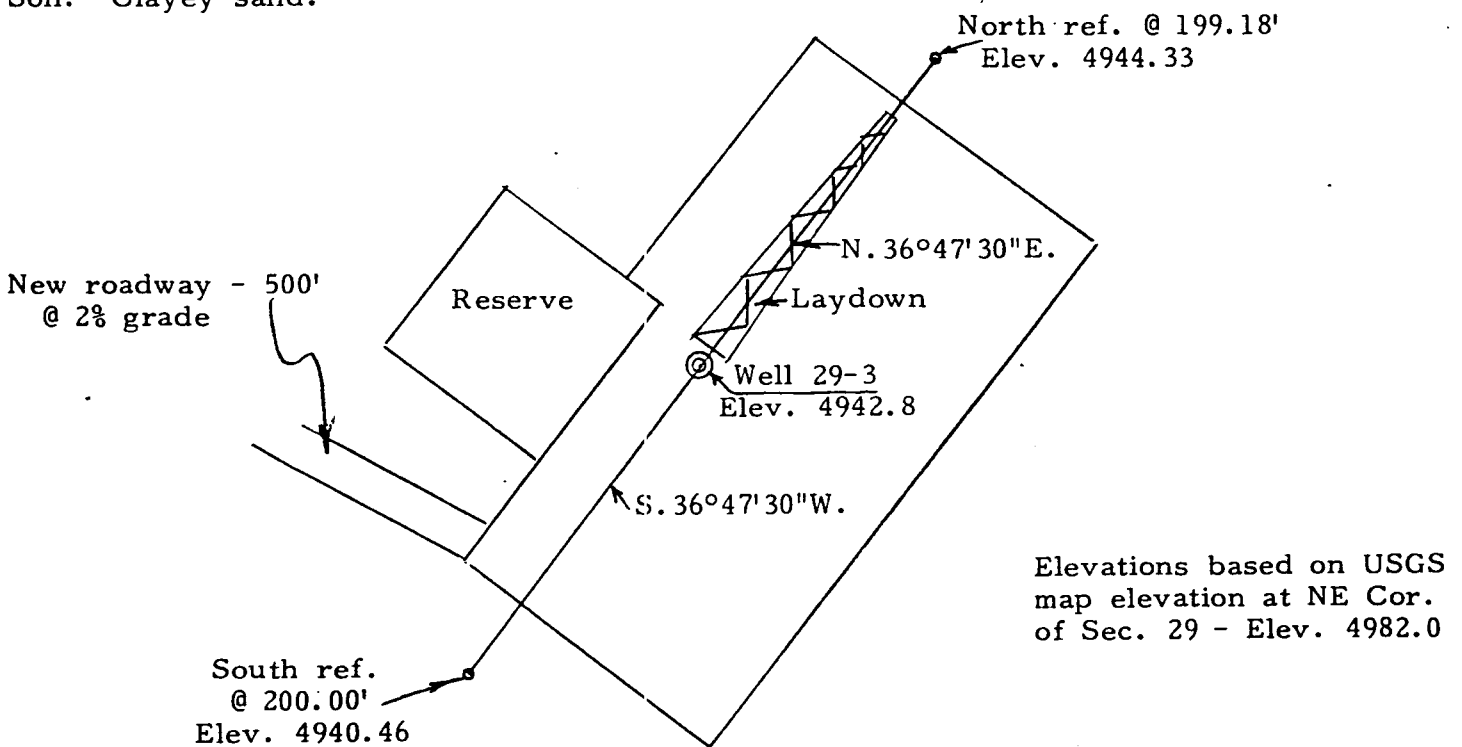 Soil: Clayey sand.
North ref. @ 199.18'
Elev. 4944.33
N.36°47'30"E.
New roadway - 500'
@ 2% grade
Reserve
Laydown
Well 29-3
Elev. 4942.8
S.36°47'30"W.
Elevations based on USGS
map elevation at NE Cor.
of Sec. 29 - Elev. 4982.0
South ref.
@ 200.00'
Elev. 4940.46